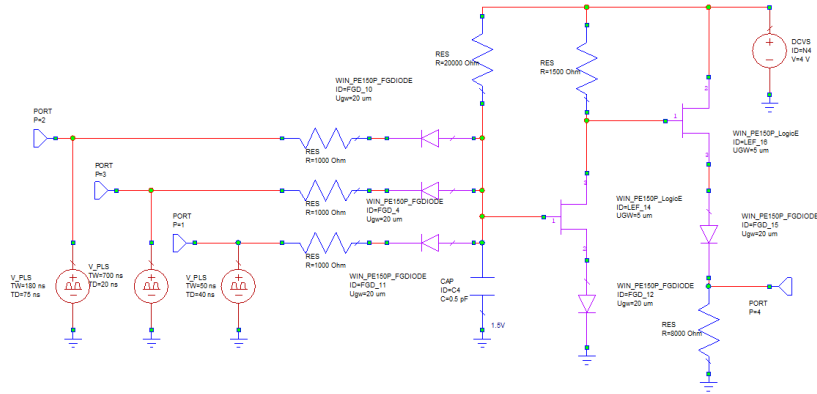 RES
R=20000 Ohm
RES
R=1500 Ohm
DCVS
ID=N4
V=4 V
WIN_PE150P_FGDIODE
ID=FGD_10
Ugw=20 um
PORT
P=2
RES
R=1000 Ohm
WIN_PE150P_LogicE
ID=LEF_16
UGW=5 um
PORT
P=3
WIN_PE150P_FGDIODE
ID=FGD_4
Ugw=20 um
RES
R=1000 Ohm
WIN_PE150P_LogicE
ID=LEF_14
UGW=5 um
PORT
P=1
WIN_PE150P_FGDIODE
ID=FGD_15
Ugw=20 um
RES
R=1000 Ohm
WIN_PE150P_FGDIODE
ID=FGD_11
Ugw=20 um
V_PLS
TW=180 ns
TD=75 ns
V_PLS
TW=700 ns
TD=20 ns
V_PLS
TW=50 ns
TD=40 ns
CAP
ID=C4
C=0.5 pF
1.5V
WIN_PE150P_FGDIODE
ID=FGD_12
Ugw=20 um
PORT
P=4
RES
R=8000 Ohm
1
1